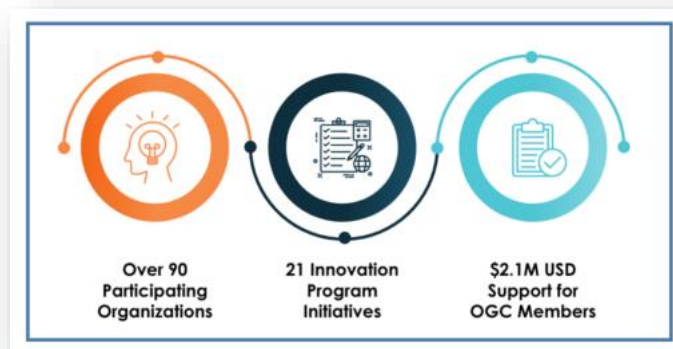 Over 90
Participating
Organizations
21 Innovation
Program
Initiatives
$2.1M USD
Support for
OGC Members